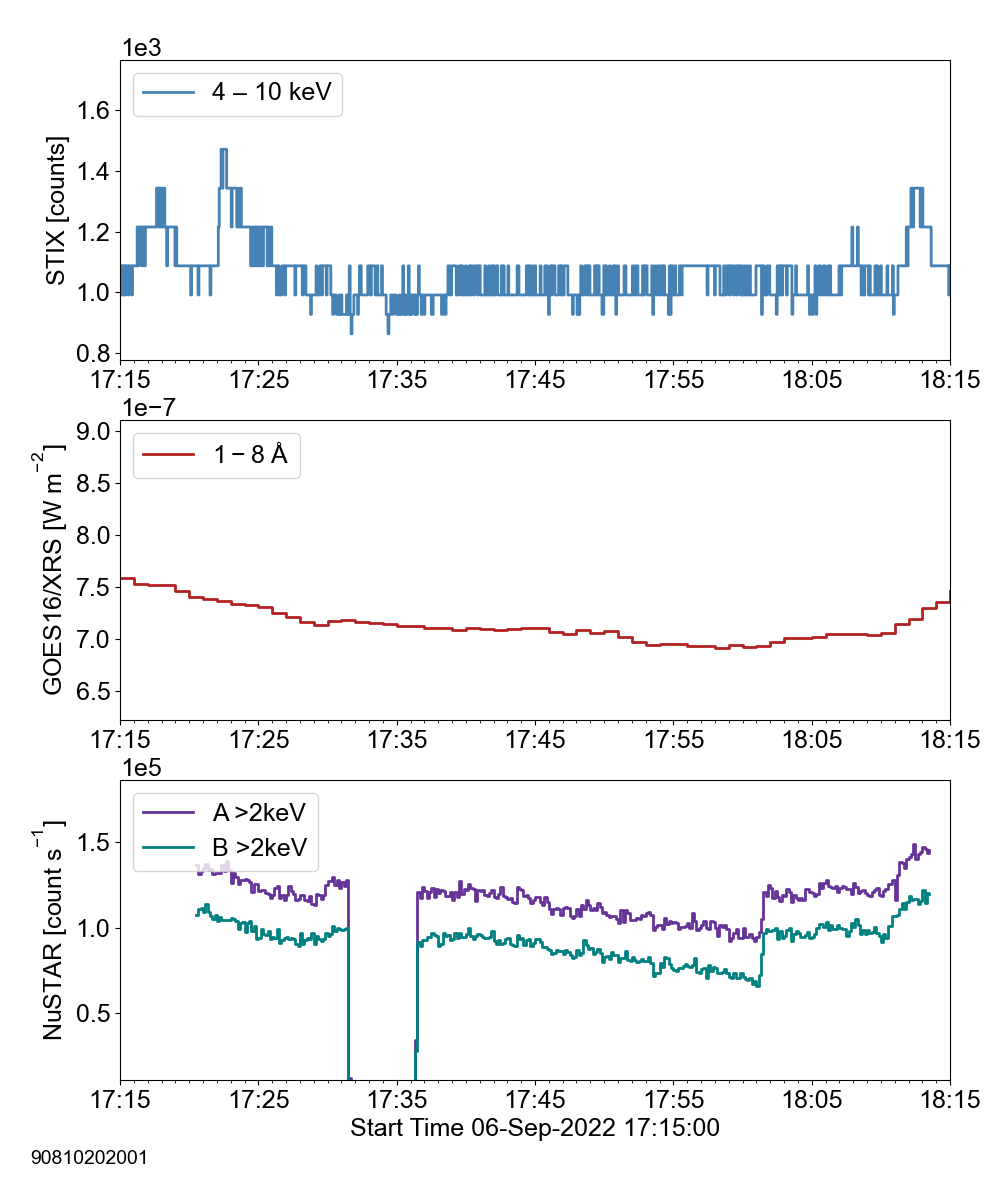 1e3
4 – 10 keV
STIX [counts]
1.6
1.4
1.2
1.0
0.8
17:15 17:25 17:35 17:45 17:55 18:05 18:15
1e−7
1 – 8 Å
GOES16/XRS [W m⁻²]
9.0
8.5
8.0
7.5
7.0
6.5
17:15 17:25 17:35 17:45 17:55 18:05 18:15
1e5
A >2keV
B >2keV
NuSTAR [count s⁻¹]
1.5
1.0
0.5
17:15 17:25 17:35 17:45 17:55 18:05 18:15
Start Time 06-Sep-2022 17:15:00
90810202001